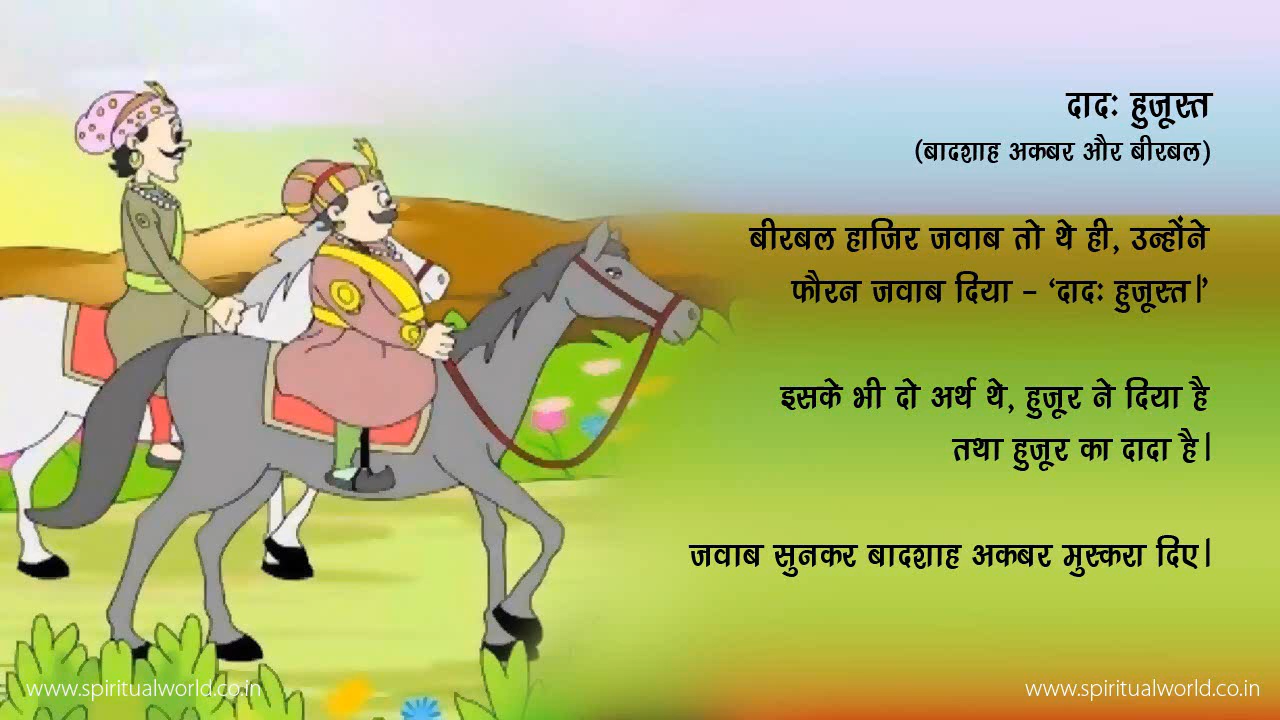 दादः हुजूस्त
(बादशाह अकबर और बीरबल)
बीरबल हाजिर जवाब तो थे ही, उन्होंने
फौरन जवाब दिया – ‘दादः हुजूस्त।’
इसके भी दो अर्थ थे, हुजूर ने दिया है
तथा हुजूर का दादा है।
जवाब सुनकर बादशाह अकबर मुस्करा दिए।
www.spiritualworld.co.in
www.spiritualworld.co.in